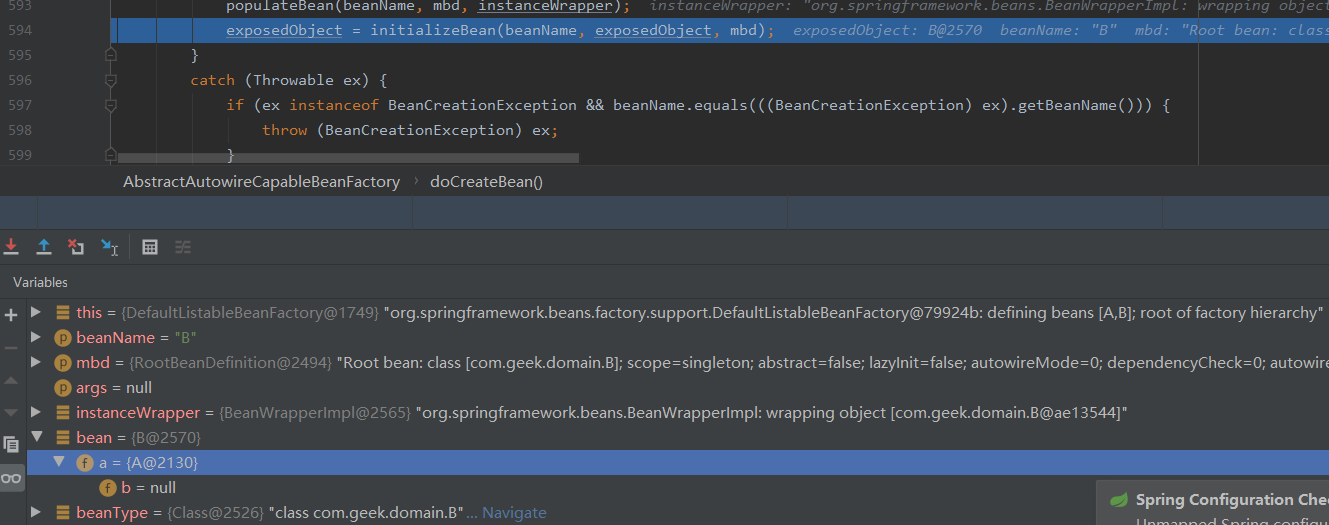 593 populateBean(beanName, mbd, instanceWrapper); instanceWrapper: "org.springframework.beans.BeanWrapperImpl: wrapping object
594 exposedObject = initializeBean(beanName, exposedObject, mbd); exposedObject: B@2570 beanName: "B" mbd: "Root bean: class
595 }
596 catch (Throwable ex) {
597 if (ex instanceof BeanCreationException && beanName.equals(((BeanCreationException) ex).getBeanName())) {
598 throw (BeanCreationException) ex;
599 }
AbstractAutowireCapableBeanFactory › doCreateBean()
Variables
this = {DefaultListableBeanFactory@1749} "org.springframework.beans.factory.support.DefaultListableBeanFactory@79924b: defining beans [A,B]; root of factory hierarchy"
p beanName = "B"
p mbd = {RootBeanDefinition@2494} "Root bean: class [com.geek.domain.B]; scope=singleton; abstract=false; lazyInit=false; autowireMode=0; dependencyCheck=0; autowire
p args = null
instanceWrapper = {BeanWrapperImpl@2565} "org.springframework.beans.BeanWrapperImpl: wrapping object [com.geek.domain.B@ae13544]"
bean = {B@2570}
f a = {A@2130}
f b = null
beanType = {Class@2526} "class com.geek.domain.B"... Navigate
Spring Configuration Che
Unmapped Spring configu